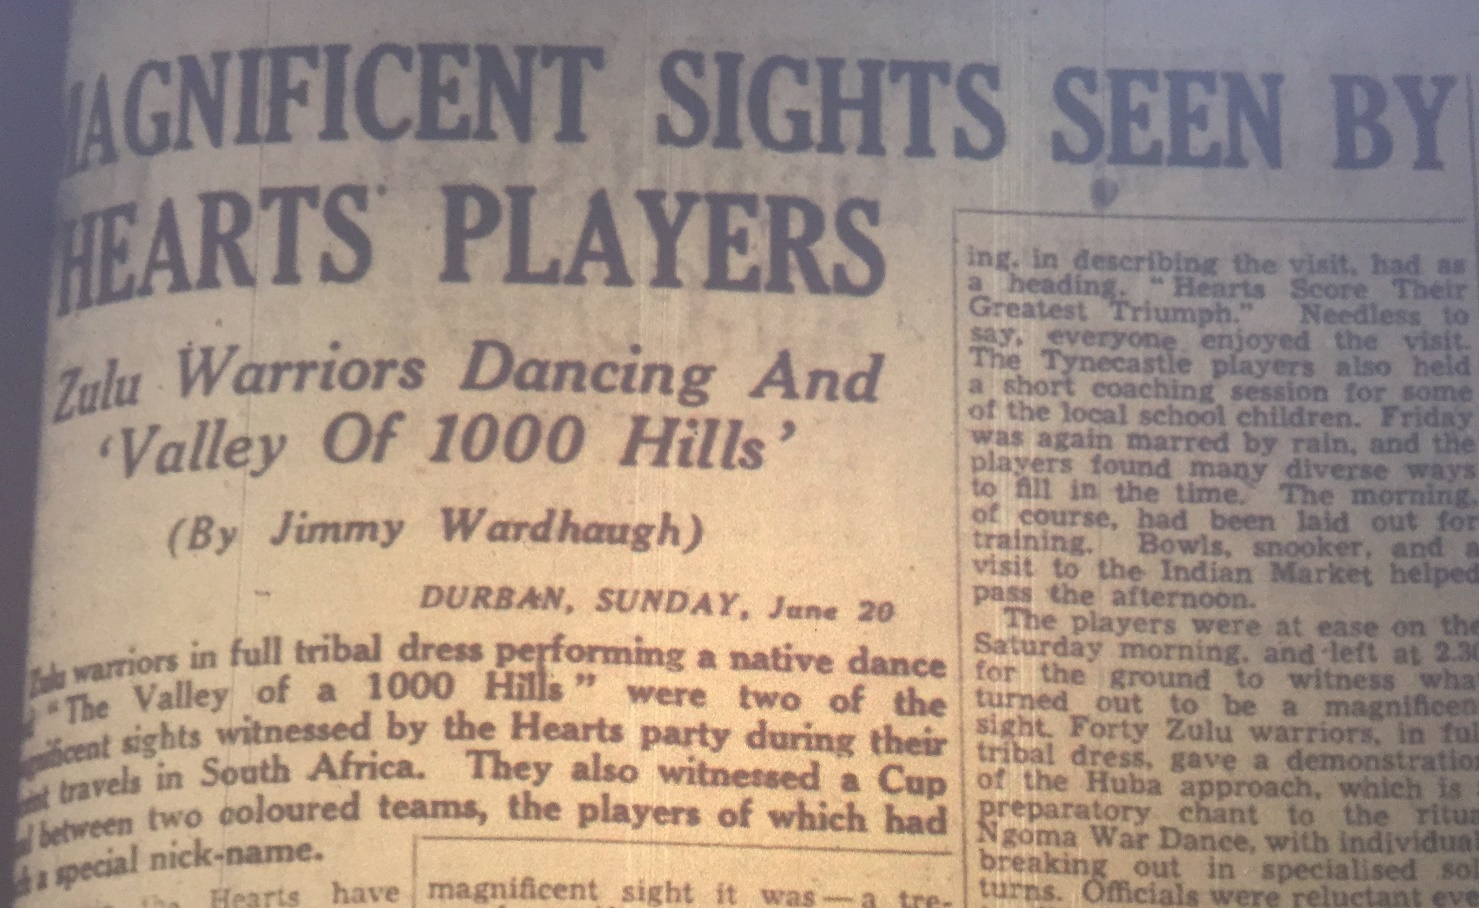 MAGNIFICENT SIGHTS SEEN BY
HEARTS' PLAYERS
Zulu Warriors Dancing And
'Valley Of 1000 Hills'
(By Jimmy Wardhaugh)
DURBAN, SUNDAY, June 20
Zulu warriors in full tribal dress performing a native dance
"The Valley of a 1000 Hills" were two of the
sights witnessed by the Hearts party during their
travels in South Africa. They also witnessed a Cup
between two coloured teams, the players of which had
a special nick-name.
Hearts have
magnificent sight it was—a tre-
ing, in describing the visit, had as
a heading, "Hearts Score Their
Greatest Triumph." Needless to
say, everyone enjoyed the visit.
The Tynecastle players also held
a short coaching session for some
of the local school children. Friday
was again marred by rain, and the
players found many diverse ways
to fill in the time. The morning,
of course, had been laid out for
training. Bowls, snooker, and a
visit to the Indian Market helped
pass the afternoon.
The players were at ease on the
Saturday morning, and left at 2.30
for the ground to witness what
turned out to be a magnificen
sight. Forty Zulu warriors, in full
tribal dress, gave a demonstration
of the Huba approach, which is
preparatory chant to the ritua
Ngoma War Dance, with individual
breaking out in specialised sol
turns. Officials were reluctant eve